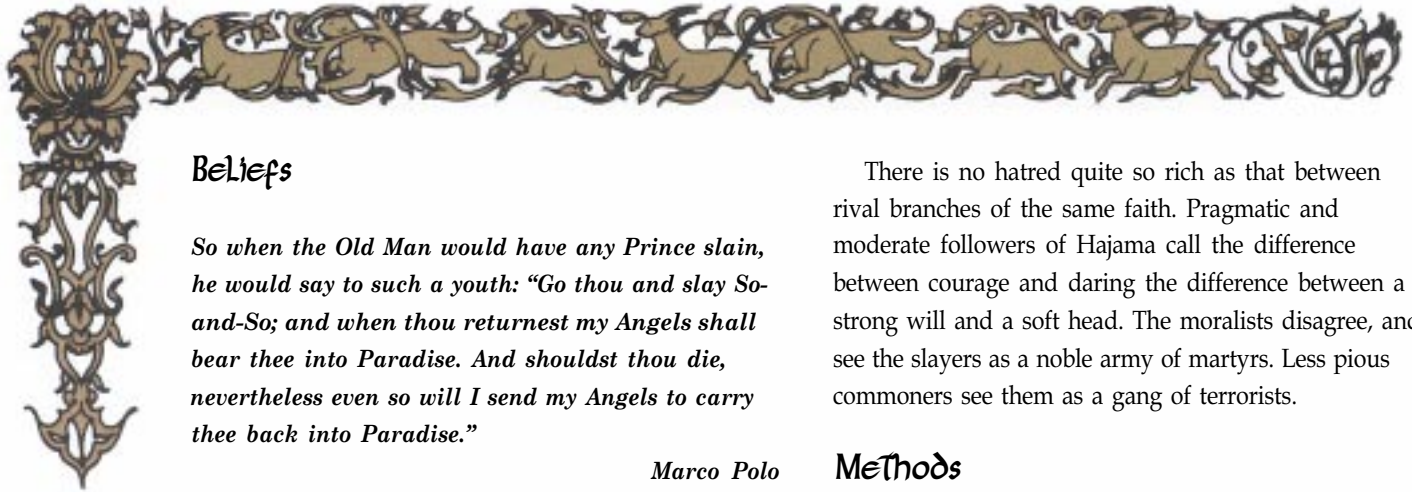 Beliefs
So when the Old Man would have any Prince slain,
he would say to such a youth: “Go thou and slay So-
and-So; and when thou returnest my Angels shall
bear thee into Paradise. And shouldst thou die,
nevertheless even so will I send my Angels to carry
thee back into Paradise.”
Marco Polo
There is no hatred quite so rich as that between
rival branches of the same faith. Pragmatic and
moderate followers of Hajama call the difference
between courage and daring the difference between a
strong will and a soft head. The moralists disagree, and
see the slayers as a noble army of martyrs. Less pious
commoners see them as a gang of terrorists.
Methods